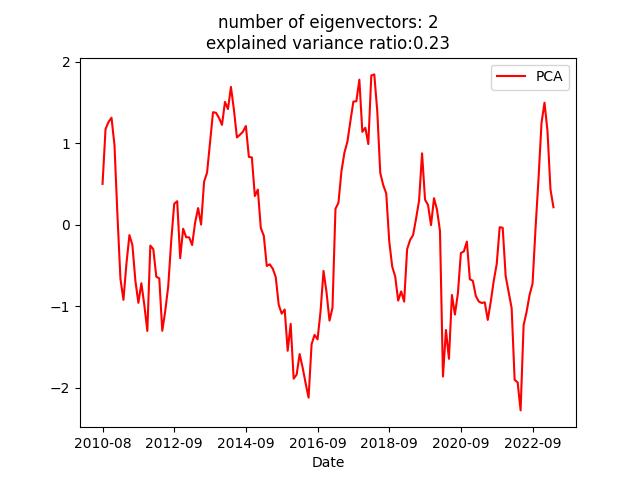 number of eigenvectors: 2
explained variance ratio:0.23
PCA
2
1
0
−1
−2
2010-08 2012-09 2014-09 2016-09 2018-09 2020-09 2022-09
Date